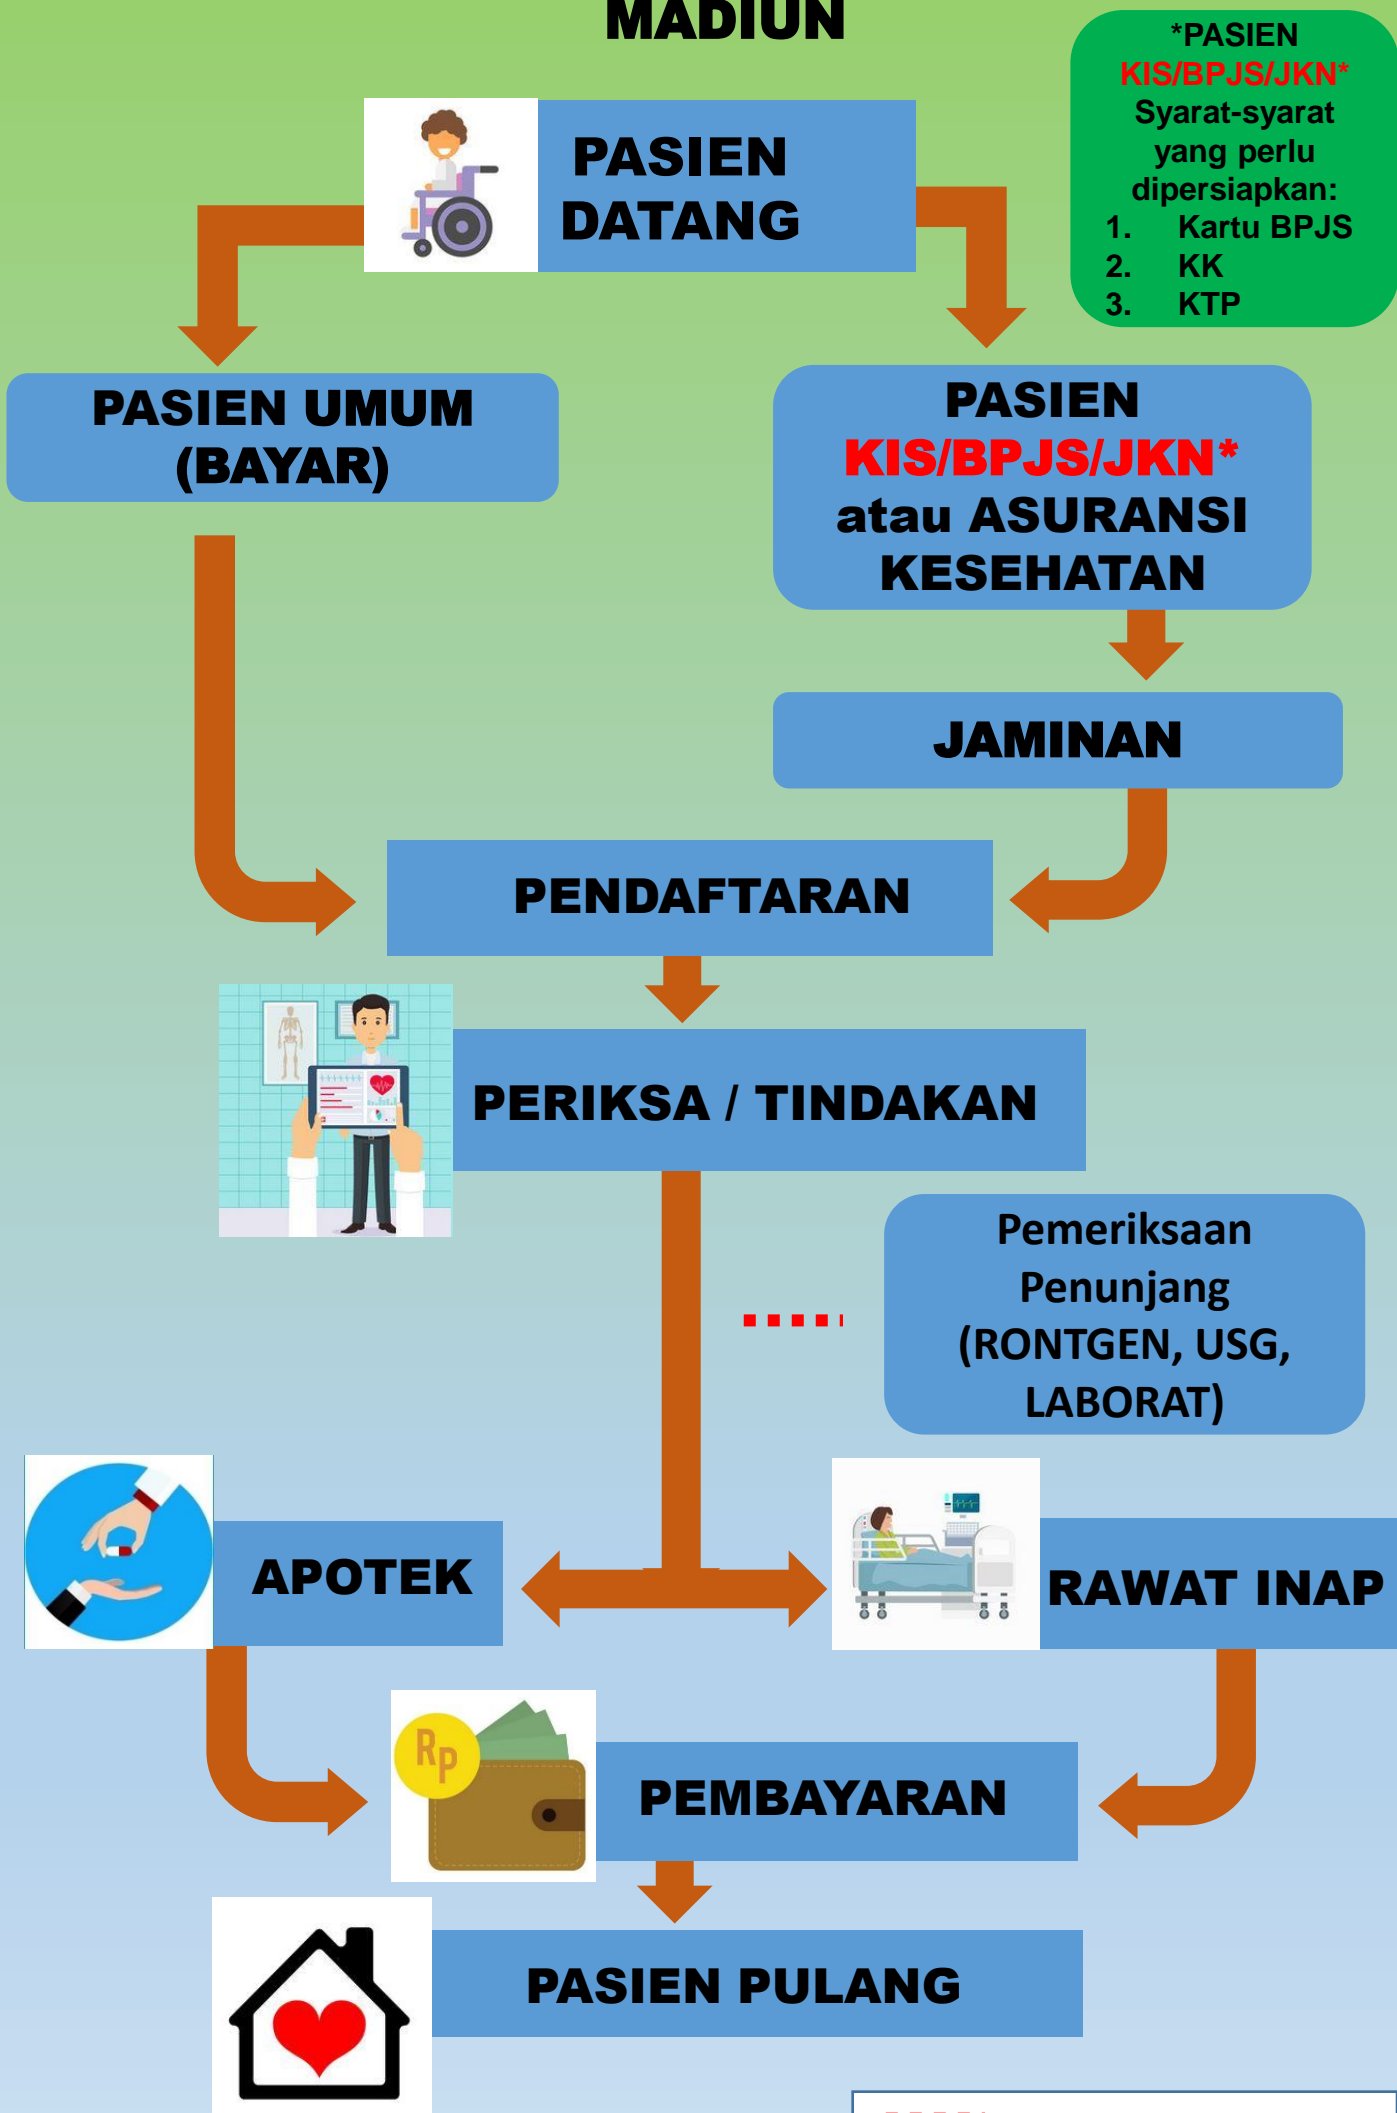 MADIUN
*PASIEN
KIS/BPJS/JKN*
Syarat-syarat
yang perlu
dipersiapkan:
1. Kartu BPJS
2. KK
3. KTP
PASIEN
DATANG
PASIEN UMUM
(BAYAR)
PASIEN
KIS/BPJS/JKN*
atau ASURANSI
KESEHATAN
JAMINAN
PENDAFTARAN
PERIKSA / TINDAKAN
Pemeriksaan
Penunjang
(RONTGEN, USG,
LABORAT)
APOTEK
RAWAT INAP
Rp
PEMBAYARAN
PASIEN PULANG